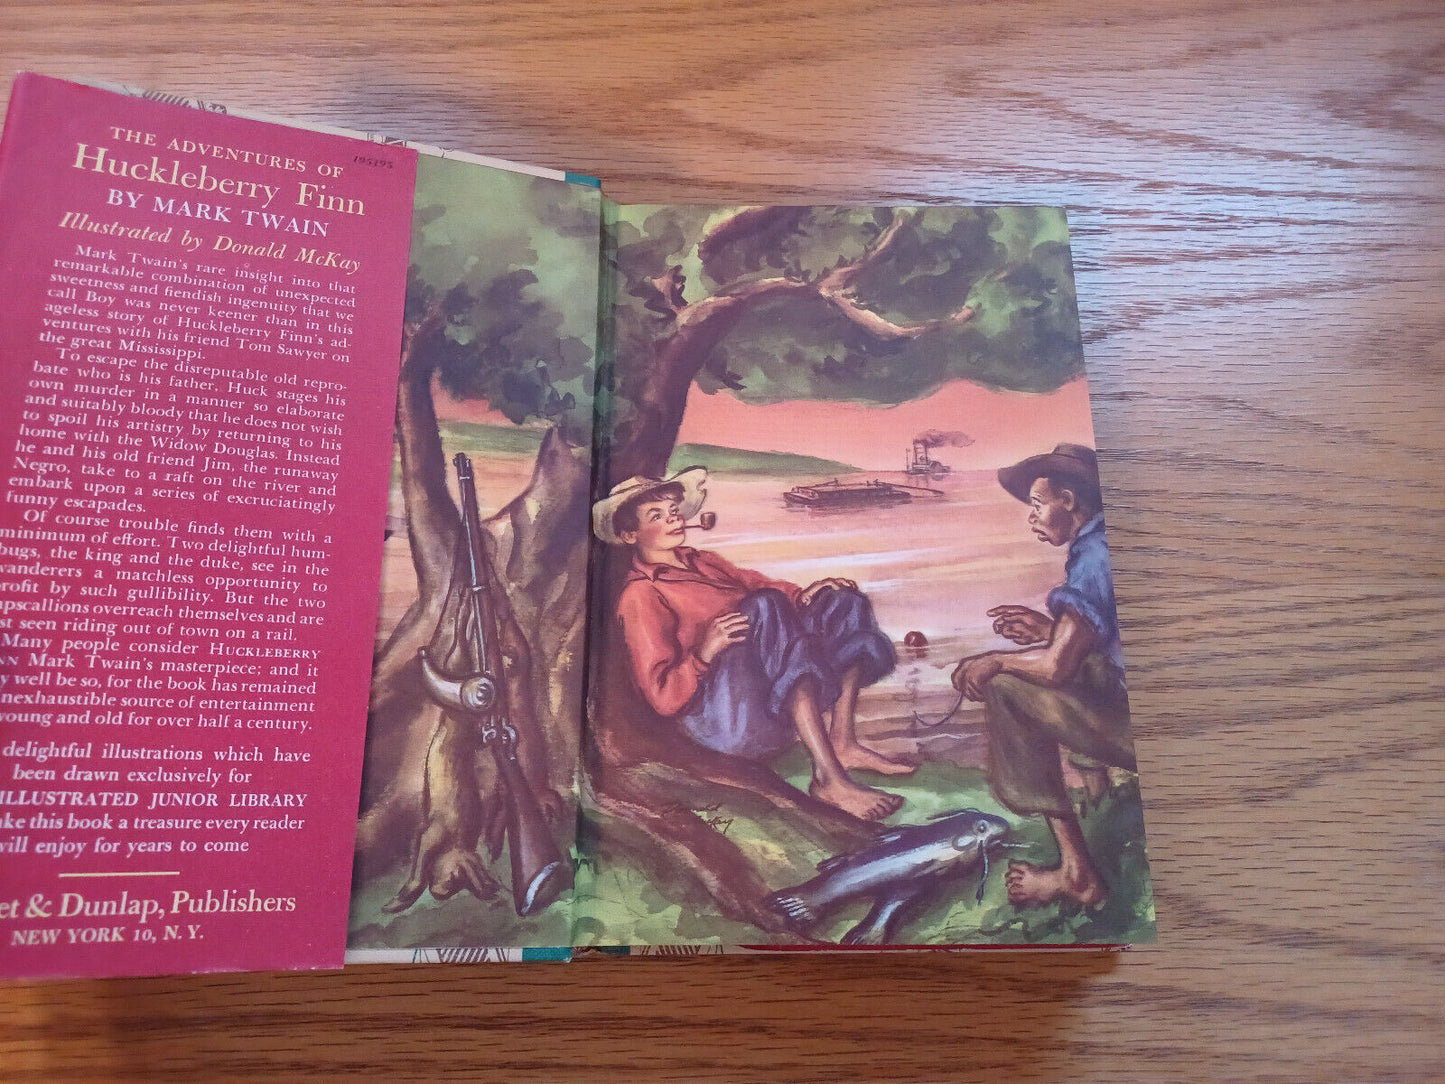 THE ADVENTURES OF
195195
Huckleberry Finn
BY MARK TWAIN
Illustrated by Donald McKay
Mark Twain's rare insight into that
remarkable combination of unexpected
sweetness and fiendish ingenuity that we
call Boy was never keener than in this
ageless story of Huckleberry Finn's ad-
ventures with his friend Tom Sawyer on
the great Mississippi.
To escape the disreputable old repro-
bate who is his father, Huck stages his
own murder in a manner so elaborate
and suitably bloody that he does not wish
to spoil his artistry by returning to his
home with the Widow Douglas. Instead
he and his old friend Jim, the runaway
Negro, take to a raft on the river and
embark upon a series of excruciatingly
funny escapades.
Of course trouble finds them with a
minimum of effort. Two delightful hum-
bugs, the king and the duke, see in the
wanderers a matchless opportunity to
rofit by such gullibility. But the two
apscallions overreach themselves and are
st seen riding out of town on a rail.
Many people consider HUCKLEBERRY
NN Mark Twain's masterpiece; and it
y well be so, for the book has remained
nexhaustible source of entertainment
young and old for over half a century.
delightful illustrations which have
been drawn exclusively for
ILLUSTRATED JUNIOR LIBRARY
ke this book a treasure every reader
will enjoy for years to come
et & Dunlap, Publishers
NEW YORK 10, N. Y.